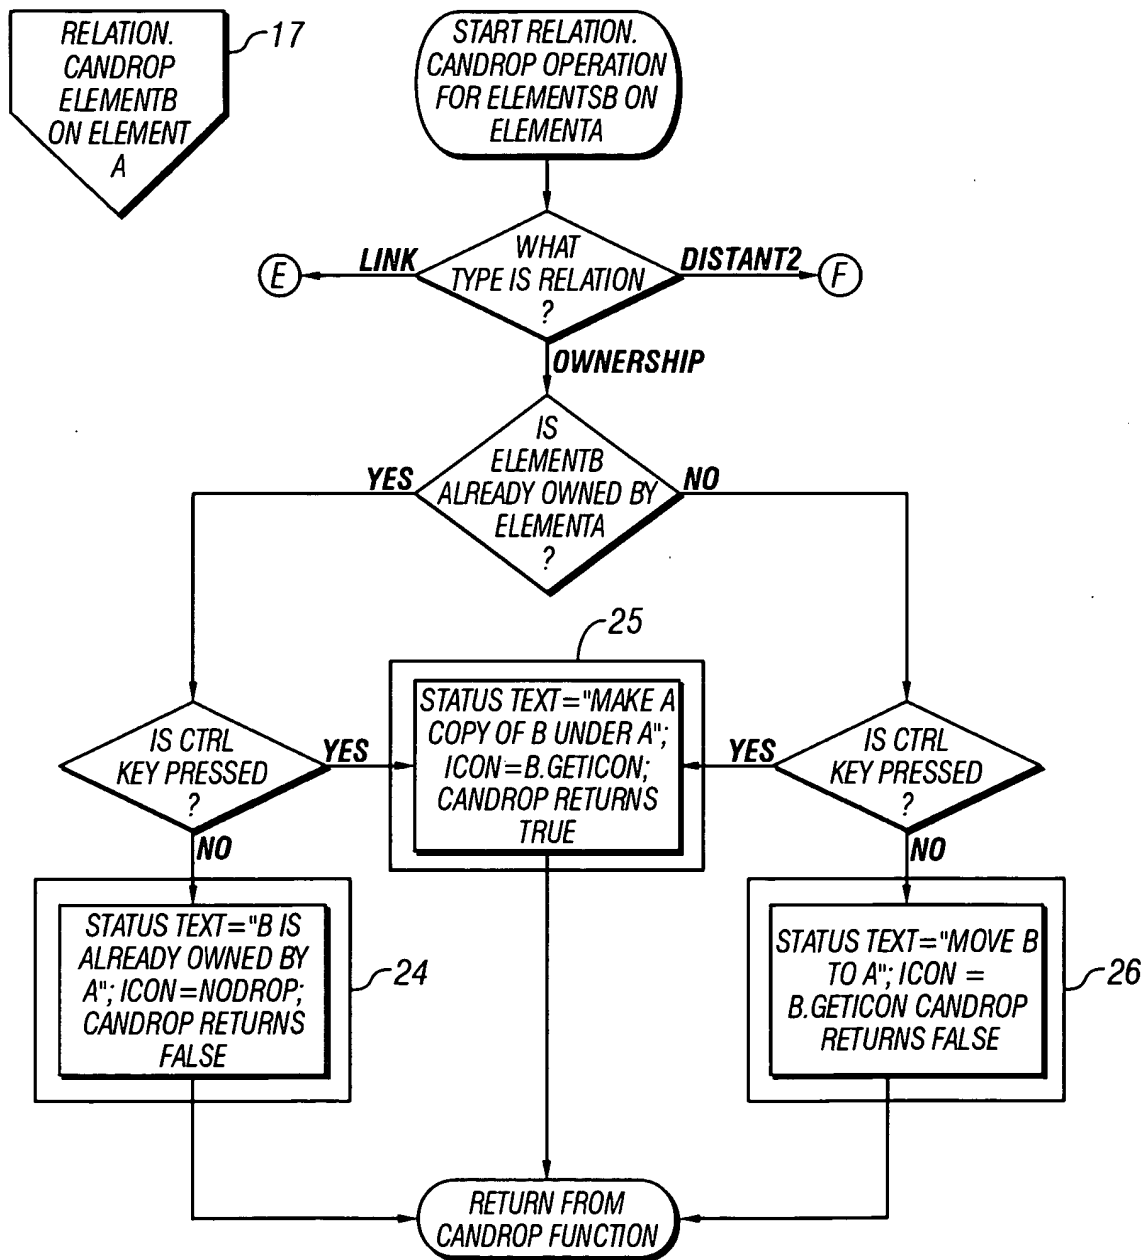 RELATION.
CANDROP
ELEMENTB
ON ELEMENT
A
17
START RELATION.
CANDROP OPERATION
FOR ELEMENTSB ON
ELEMENTA
WHAT
TYPE IS RELATION
?
LINK
E
DISTANT2
F
OWNERSHIP
IS
ELEMENTB
ALREADY OWNED BY
ELEMENTA
?
YES
NO
25
IS CTRL
KEY PRESSED
?
YES
STATUS TEXT="MAKE A
COPY OF B UNDER A";
ICON=B.GETICON;
CANDROP RETURNS
TRUE
YES
IS CTRL
KEY PRESSED
?
NO
NO
STATUS TEXT="B IS
ALREADY OWNED BY
A"; ICON=NODROP;
CANDROP RETURNS
FALSE
24
STATUS TEXT="MOVE B
TO A"; ICON =
B.GETICON CANDROP
RETURNS FALSE
26
RETURN FROM
CANDROP FUNCTION